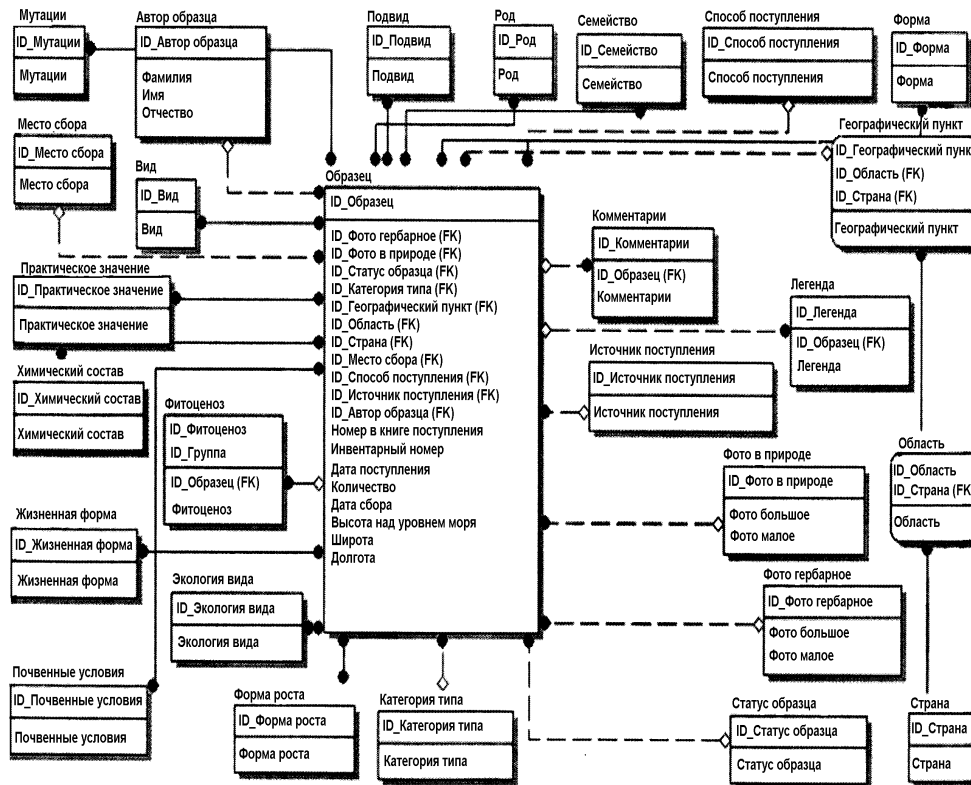 Мутации
ID_Мутации
Мутации
Автор образца
ID_Автор образца
Фамилия
Имя
Отчество
Подвид
ID_Подвид
Подвид
Род
ID_Род
Род
Семейство
ID_Семейство
Семейство
Способ поступления
ID_Способ поступления
Способ поступления
Форма
ID_Форма
Форма
Место сбора
ID_Место сбора
Место сбора
Вид
ID_Вид
Вид
Географический пункт
ID_Географический пунк
ID_Область (FK)
ID_Страна (FK)
Географический пункт
Образец
ID_Образец
ID_Фото гербарное (FK)
ID_Фото в природе (FK)
ID_Статус образца (FK)
ID_Категория типа (FK)
ID_Географический пункт (FK)
ID_Область (FK)
ID_Страна (FK)
ID_Место сбора (FK)
ID_Способ поступления (FK)
ID_Источник поступления (FK)
ID_Автор образца (FK)
Номер в книге поступления
Инвентарный номер
Дата поступления
Количество
Дата сбора
Высота над уровнем моря
Широта
Долгота
Комментарии
ID_Комментарии
ID_Образец (FK)
Комментарии
Практическое значение
ID_Практическое значение
Практическое значение
Легенда
ID_Легенда
ID_Образец (FK)
Легенда
Источник поступления
ID_Источник поступления
Источник поступления
Химический состав
ID_Химический состав
Химический состав
Фитоценоз
ID_Фитоценоз
ID_Группа
ID_Образец (FK)
Фитоценоз
Область
ID_Область
ID_Страна (FK
Область
Фото в природе
ID_Фото в природе
Фото большое
Фото малое
Жизненная форма
ID_Жизненная форма
Жизненная форма
Экология вида
ID_Экология вида
Экология вида
Фото гербарное
ID_Фото гербарное
Фото большое
Фото малое
Почвенные условия
ID_Почвенные условия
Почвенные условия
Форма роста
ID_Форма роста
Форма роста
Категория типа
ID_Категория типа
Категория типа
Статус образца
ID_Статус образца
Статус образца
Страна
ID_Страна
Страна